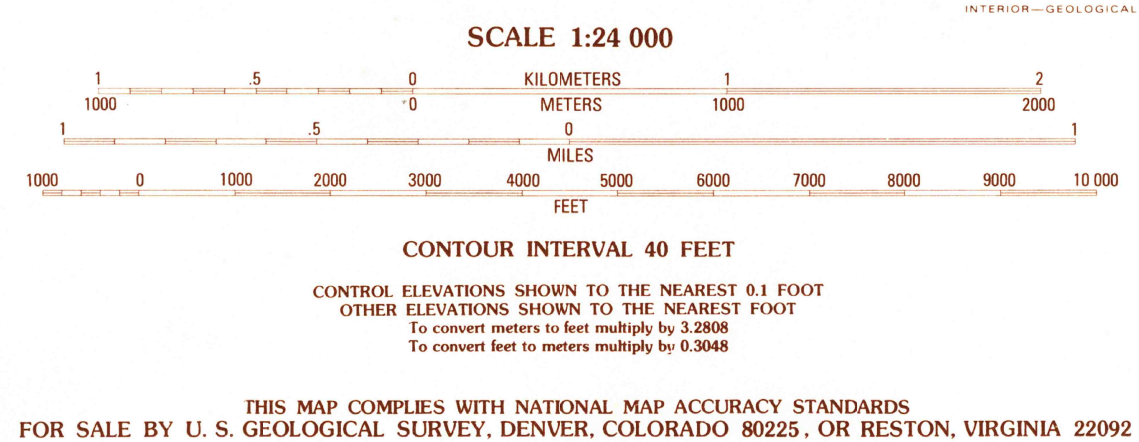 INTERIOR—GEOLOGICAL
SCALE 1:24 000
1 .5 0 KILOMETERS 1 2
1000 0 METERS 1000 2000
1 .5 0 1
MILES
1000 0 1000 2000 3000 4000 5000 6000 7000 8000 9000 10 000
FEET
CONTOUR INTERVAL 40 FEET
CONTROL ELEVATIONS SHOWN TO THE NEAREST 0.1 FOOT
OTHER ELEVATIONS SHOWN TO THE NEAREST FOOT
To convert meters to feet multiply by 3.2808
To convert feet to meters multiply by 0.3048
THIS MAP COMPLIES WITH NATIONAL MAP ACCURACY STANDARDS
FOR SALE BY U. S. GEOLOGICAL SURVEY, DENVER, COLORADO 80225, OR RESTON, VIRGINIA 22092